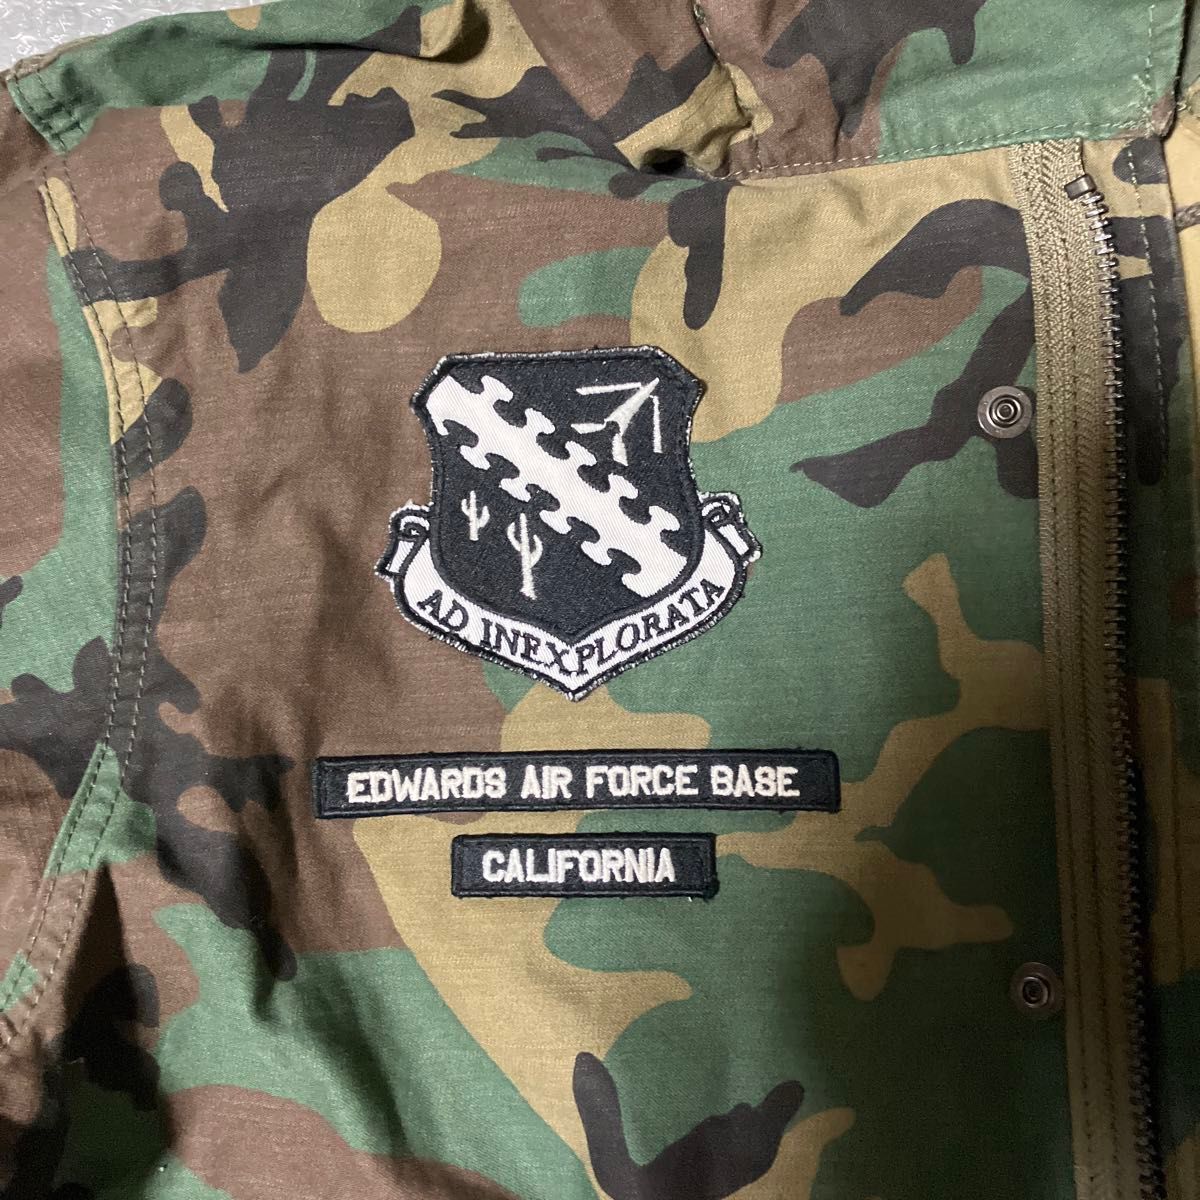 AD INEXPLORATA
EDWARDS AIR FORCE BASE
CALIFORNIA